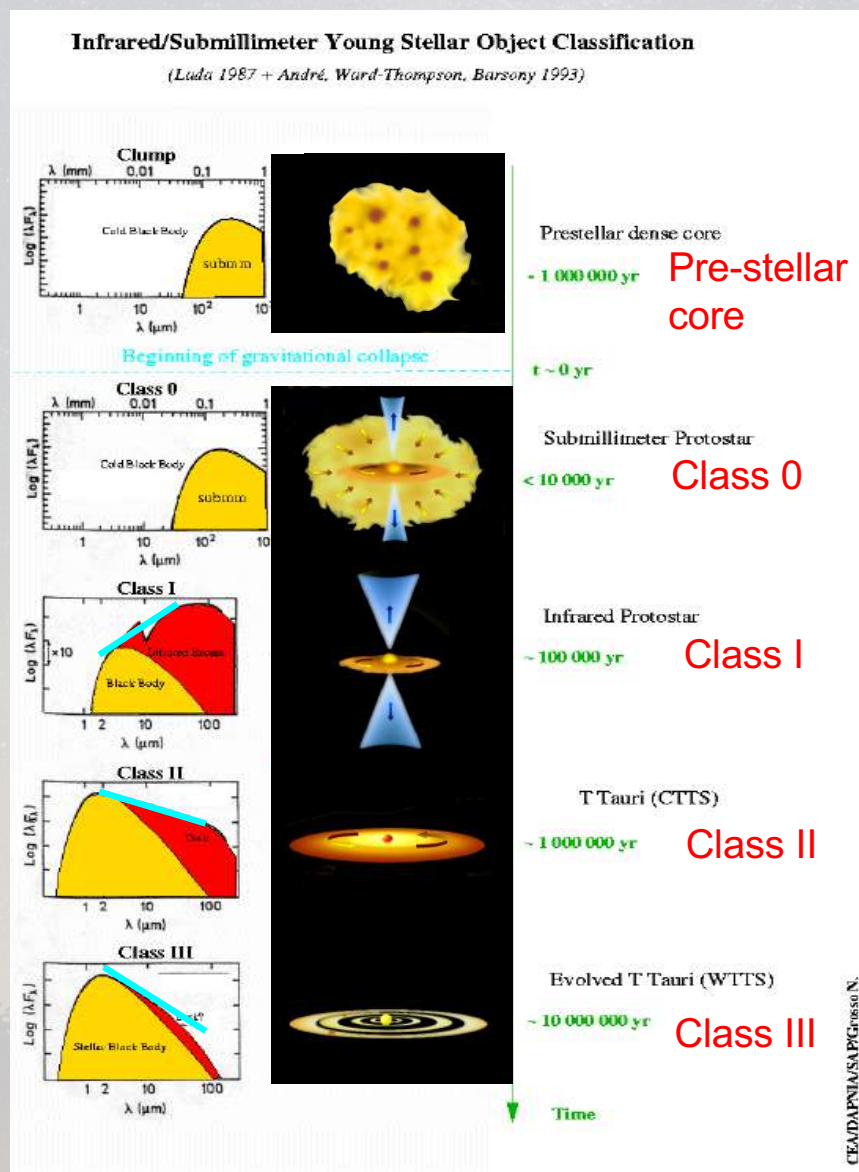 Infrared/Submillimeter Young Stellar Object Classification
(Lada 1987 + André, Ward-Thompson, Barsony 1993)
Clump
λ (mm) 0.01 0.1 1
Log (λFλ)
Cold Black Body
submm
1 10 10² 10
λ (μm)
Prestellar dense core
- 1 000 000 yr
Pre-stellar
core
Beginning of gravitational collapse
t ~ 0 yr
Class 0
λ (mm) 0.01 0.1 1
Log (λFλ)
Cold Black Body
submm
1 10 10² 10
λ (μm)
Submillimeter Protostar
< 10 000 yr
Class 0
Class I
Log (λFλ)
×10
Infrared Excess
Black Body
1 2 10 100
λ (μm)
Infrared Protostar
~ 100 000 yr
Class I
Class II
Log (λFλ)
Disk
1 2 10 100
λ (μm)
T Tauri (CTTS)
~ 1 000 000 yr
Class II
Class III
Log (λFλ)
Stellar Black Body
1 2 10 100
λ (μm)
Evolved T Tauri (WTTS)
~ 10 000 000 yr
Class III
Time
CEA/DAPNIA/SAP/Grosso N.